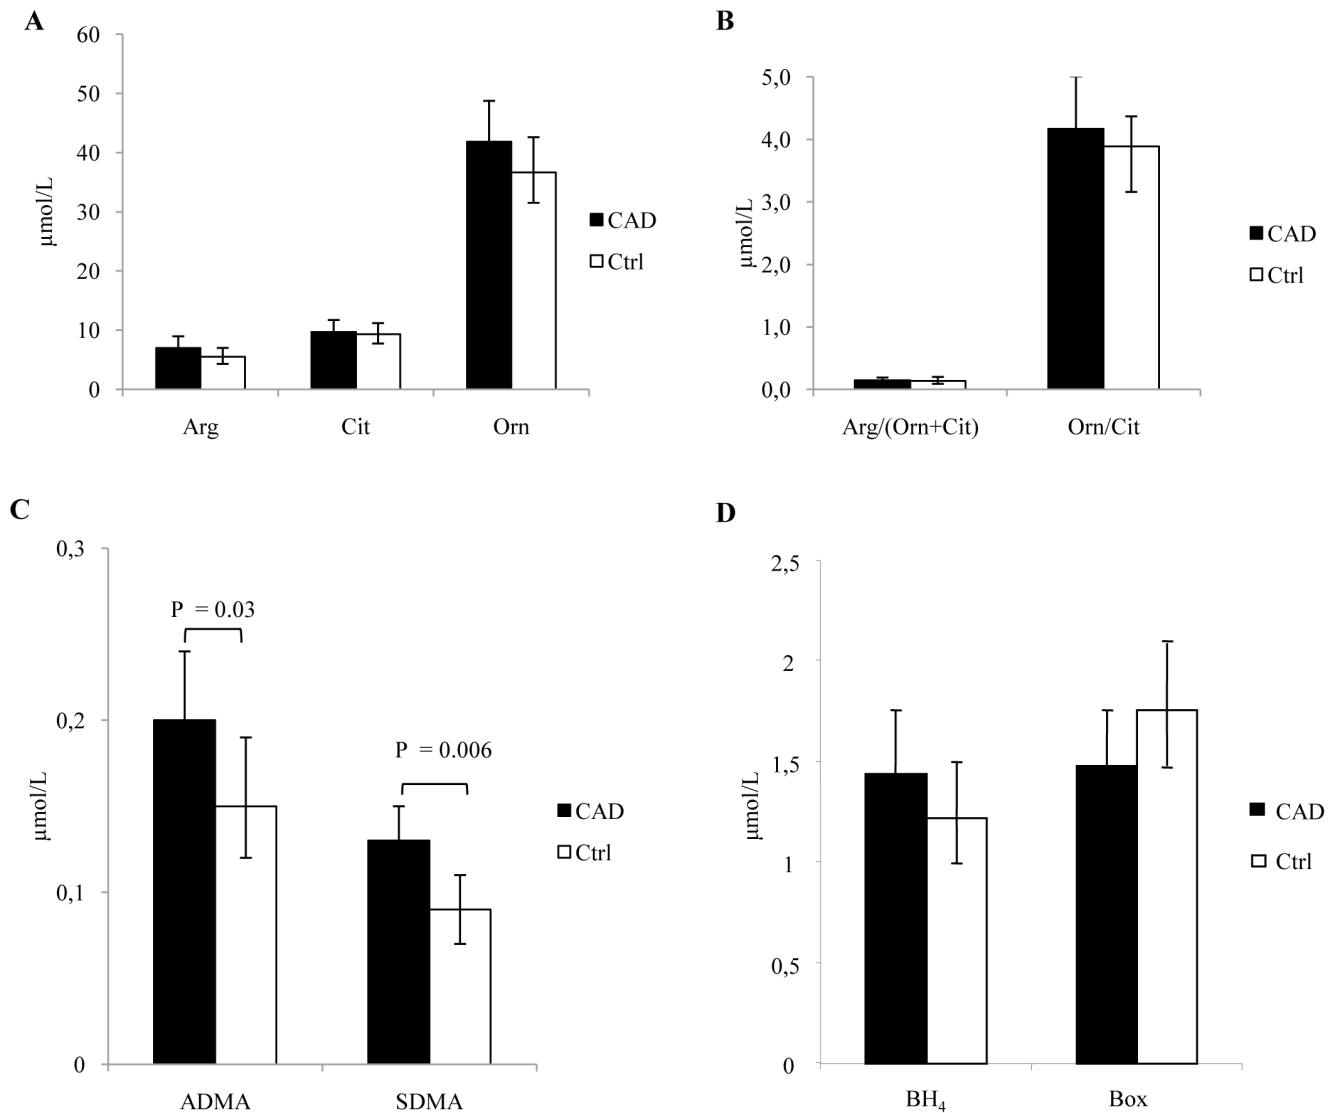 A
60
50
40
30
20
10
0
µmol/L
Arg Cit Orn
CAD
Ctrl
B
5,0
4,0
3,0
2,0
1,0
0,0
µmol/L
Arg/(Orn+Cit) Orn/Cit
CAD
Ctrl
C
0,3
0,2
0,1
0
µmol/L
P = 0.03
P = 0.006
ADMA SDMA
CAD
Ctrl
D
2,5
2
1,5
1
0,5
0
µmol/L
BH4 Box
CAD
Ctrl